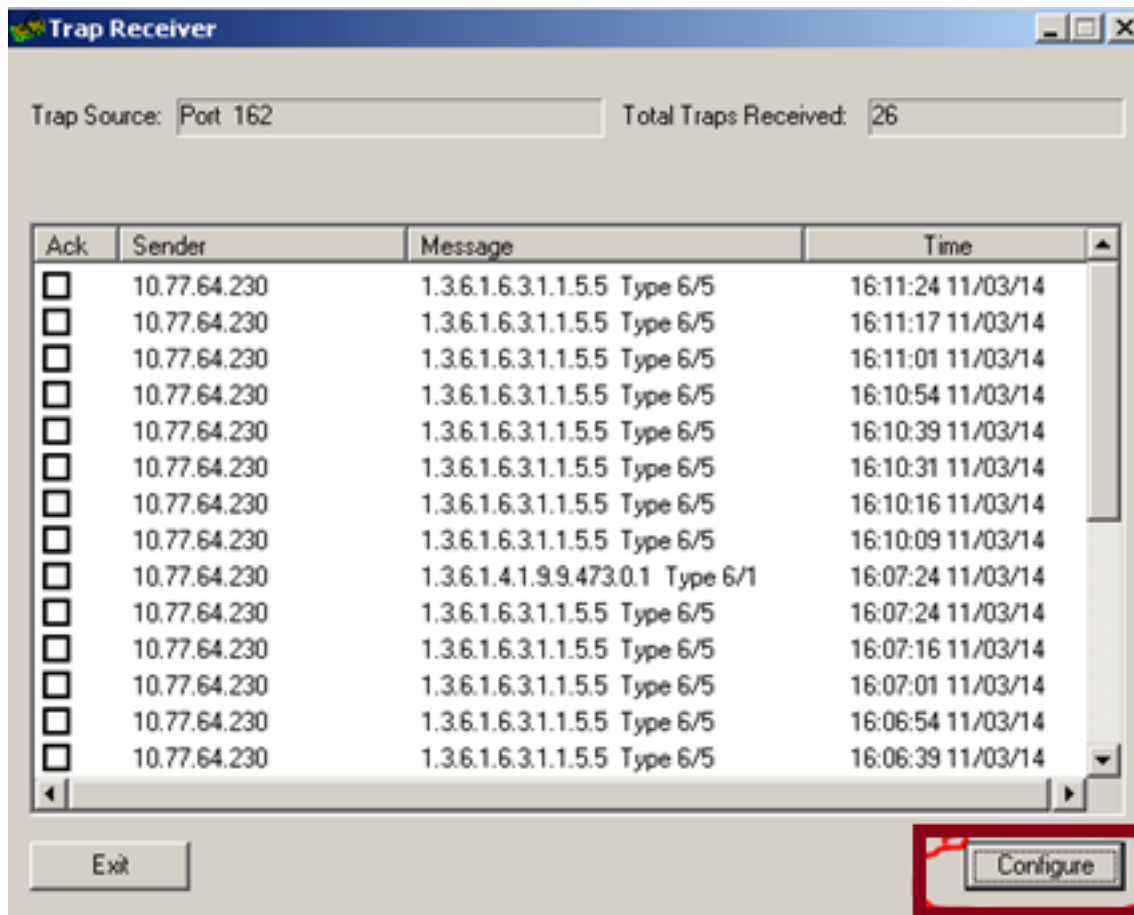 Trap Receiver
Trap Source: Port 162 Total Traps Received: 26
Ack Sender Message Time
10.77.64.230 1.3.6.1.6.3.1.1.5.5 Type 6/5 16:11:24 11/03/14
10.77.64.230 1.3.6.1.6.3.1.1.5.5 Type 6/5 16:11:17 11/03/14
10.77.64.230 1.3.6.1.6.3.1.1.5.5 Type 6/5 16:11:01 11/03/14
10.77.64.230 1.3.6.1.6.3.1.1.5.5 Type 6/5 16:10:54 11/03/14
10.77.64.230 1.3.6.1.6.3.1.1.5.5 Type 6/5 16:10:39 11/03/14
10.77.64.230 1.3.6.1.6.3.1.1.5.5 Type 6/5 16:10:31 11/03/14
10.77.64.230 1.3.6.1.6.3.1.1.5.5 Type 6/5 16:10:16 11/03/14
10.77.64.230 1.3.6.1.6.3.1.1.5.5 Type 6/5 16:10:09 11/03/14
10.77.64.230 1.3.6.1.4.1.9.9.473.0.1 Type 6/1 16:07:24 11/03/14
10.77.64.230 1.3.6.1.6.3.1.1.5.5 Type 6/5 16:07:24 11/03/14
10.77.64.230 1.3.6.1.6.3.1.1.5.5 Type 6/5 16:07:16 11/03/14
10.77.64.230 1.3.6.1.6.3.1.1.5.5 Type 6/5 16:07:01 11/03/14
10.77.64.230 1.3.6.1.6.3.1.1.5.5 Type 6/5 16:06:54 11/03/14
10.77.64.230 1.3.6.1.6.3.1.1.5.5 Type 6/5 16:06:39 11/03/14
Exit Configure